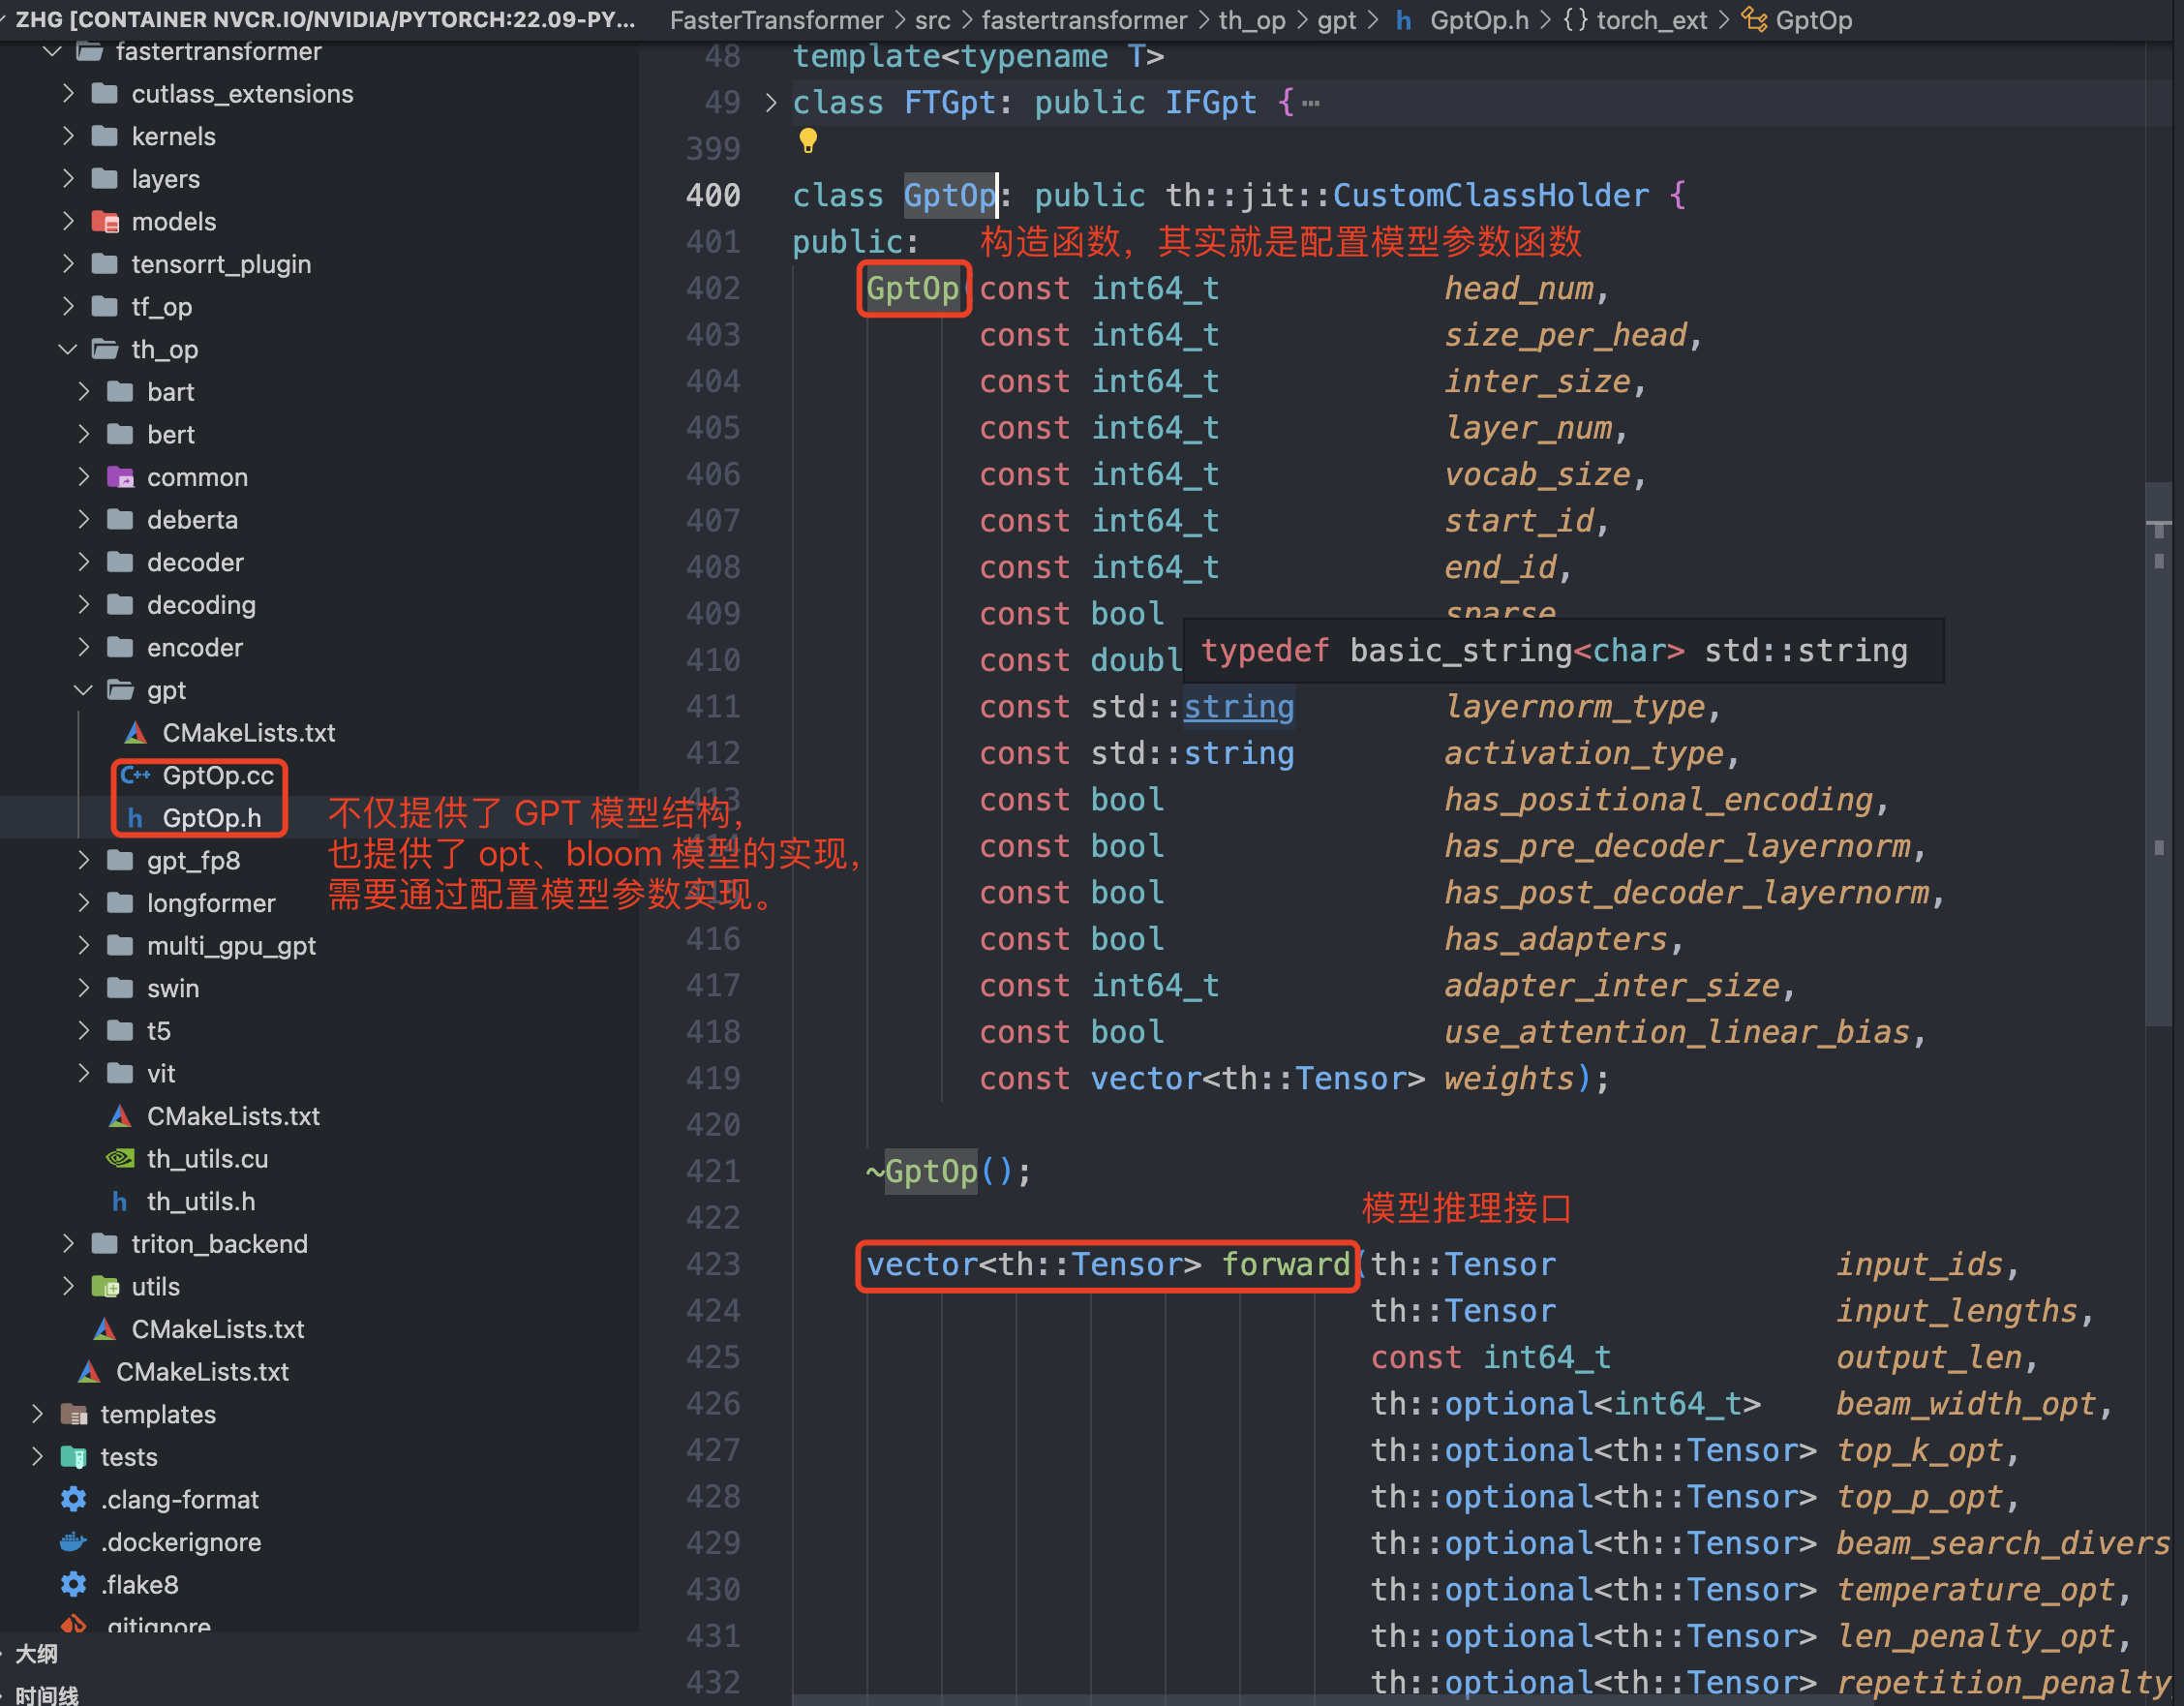 ZHG [CONTAINER NVCR.IO/NVIDIA/PYTORCH:22.09-PY...
fastertransformer
cutlass_extensions
kernels
layers
models
tensorrt_plugin
tf_op
th_op
bart
bert
common
deberta
decoder
decoding
encoder
gpt
CMakeLists.txt
GptOp.cc
GptOp.h
gpt_fp8
longformer
multi_gpu_gpt
swin
t5
vit
CMakeLists.txt
th_utils.cu
th_utils.h
triton_backend
utils
CMakeLists.txt
CMakeLists.txt
templates
tests
.clang-format
.dockerignore
.flake8
.gitignore
大纲
时间线
不仅提供了 GPT 模型结构,
也提供了 opt、bloom 模型的实现,
需要通过配置模型参数实现。
FasterTransformer > src > fastertransformer > th_op > gpt > h GptOp.h > {} torch_ext > GptOp
48 template<typename T>
49 > class FTGpt: public IFGpt {⋯
399
400 class GptOp: public th::jit::CustomClassHolder {
401 public: 构造函数，其实就是配置模型参数函数
402 GptOp(const int64_t head_num,
403 const int64_t size_per_head,
404 const int64_t inter_size,
405 const int64_t layer_num,
406 const int64_t vocab_size,
407 const int64_t start_id,
408 const int64_t end_id,
409 const bool sparse
typedef basic_string<char> std::string
410 const doubl
411 const std::string layernorm_type,
412 const std::string activation_type,
413 const bool has_positional_encoding,
414 const bool has_pre_decoder_layernorm,
const bool has_post_decoder_layernorm,
416 const bool has_adapters,
417 const int64_t adapter_inter_size,
418 const bool use_attention_linear_bias,
419 const vector<th::Tensor> weights);
420
421 ~GptOp();
422 模型推理接口
423 vector<th::Tensor> forward(th::Tensor input_ids,
424 th::Tensor input_lengths,
425 const int64_t output_len,
426 th::optional<int64_t> beam_width_opt,
427 th::optional<th::Tensor> top_k_opt,
428 th::optional<th::Tensor> top_p_opt,
429 th::optional<th::Tensor> beam_search_divers
430 th::optional<th::Tensor> temperature_opt,
431 th::optional<th::Tensor> len_penalty_opt,
432 th::optional<th::Tensor> repetition_penalty